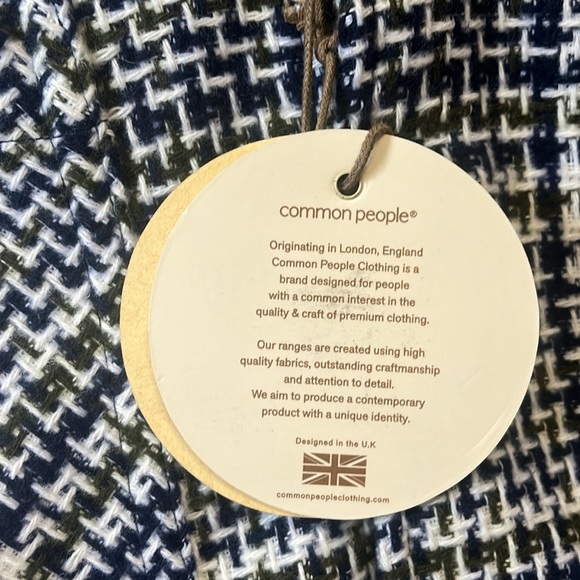 common people®
Originating in London, England
Common People Clothing is a
brand designed for people
with a common interest in the
quality & craft of premium clothing.
Our ranges are created using high
quality fabrics, outstanding craftmanship
and attention to detail.
We aim to produce a contemporary
product with a unique identity.
Designed in the U.K
commonpeopleclothing.com